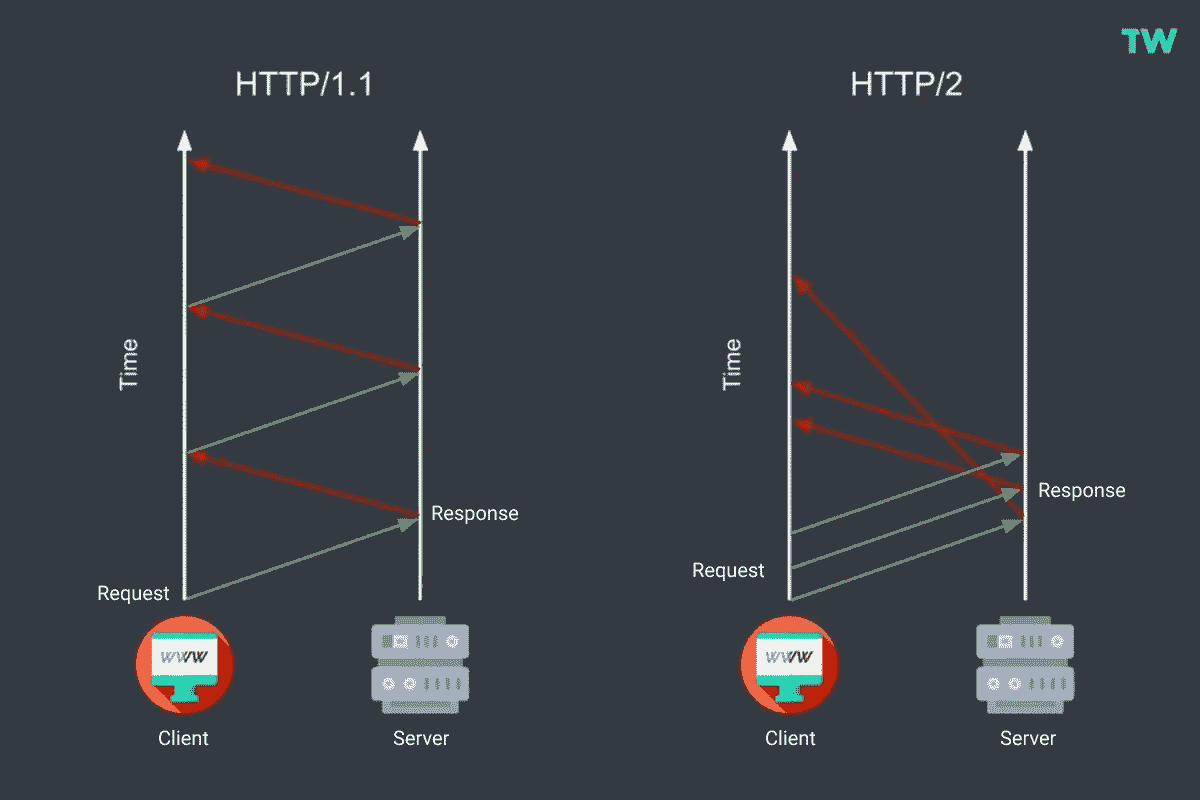 TW
HTTP/1.1
HTTP/2
Time
Time
Response
Response
Request
Request
www
www
Client
Server
Client
Server